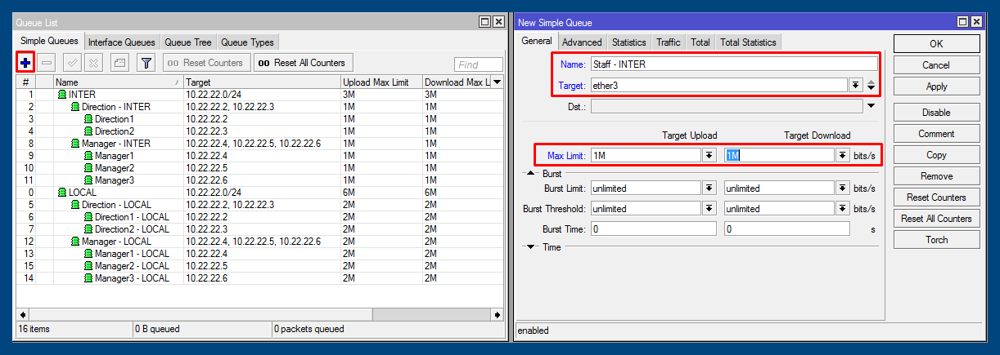 Queue List
Simple Queues Interface Queues Queue Tree Queue Types
00 Reset Counters 00 Reset All Counters Find
# Name Target Upload Max Limit Download Max L
1 INTER 10.22.22.0/24 3M 3M
2 Direction - INTER 10.22.22.2, 10.22.22.3 1M 1M
3 Direction1 10.22.22.2 1M 1M
4 Direction2 10.22.22.3 1M 1M
8 Manager - INTER 10.22.22.4, 10.22.22.5, 10.22.22.6 1M 1M
9 Manager1 10.22.22.4 1M 1M
10 Manager2 10.22.22.5 1M 1M
11 Manager3 10.22.22.6 1M 1M
0 LOCAL 10.22.22.0/24 6M 6M
5 Direction - LOCAL 10.22.22.2, 10.22.22.3 2M 2M
6 Direction1 - LOCAL 10.22.22.2 2M 2M
7 Direction2 - LOCAL 10.22.22.3 2M 2M
12 Manager - LOCAL 10.22.22.4, 10.22.22.5, 10.22.22.6 2M 2M
13 Manager1 - LOCAL 10.22.22.4 2M 2M
15 Manager2 - LOCAL 10.22.22.5 2M 2M
14 Manager3 - LOCAL 10.22.22.6 2M 2M
16 items 0 B queued 0 packets queued
New Simple Queue
General Advanced Statistics Traffic Total Total Statistics
Name: Staff - INTER
Target: ether3
Dst.:
Target Upload Target Download
Max Limit: 1M 1M bits/s
Burst
Burst Limit: unlimited unlimited bits/s
Burst Threshold: unlimited unlimited bits/s
Burst Time: 0 0 s
Time
OK
Cancel
Apply
Disable
Comment
Copy
Remove
Reset Counters
Reset All Counters
Torch
enabled